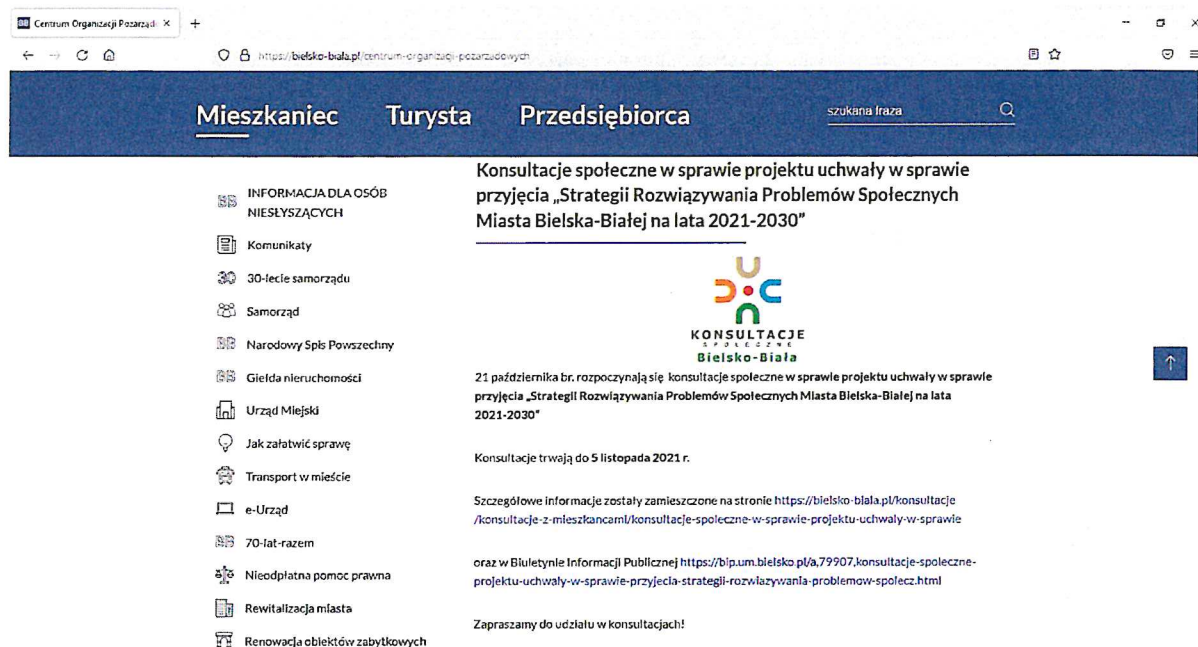 Centrum Organizacji Pozarząd
https://bielsko-biala.pl/centrum-organizacji-pozarzadowych
Mieszkaniec Turysta Przedsiębiorca szukana fraza
INFORMACJA DLA OSÓB
NIESŁYSZĄCYCH
Komunikaty
30-lecie samorządu
Samorząd
Narodowy Spis Powszechny
Giełda nieruchomości
Urząd Miejski
Jak załatwić sprawę
Transport w mieście
e-Urząd
70-lat-razem
Nieodpłatna pomoc prawna
Rewitalizacja miasta
Renowacja obiektów zabytkowych
Konsultacje społeczne w sprawie projektu uchwały w sprawie
przyjęcia „Strategii Rozwiązywania Problemów Społecznych
Miasta Bielska-Białej na lata 2021-2030”
KONSULTACJE
SPOŁECZNE
Bielsko-Biała
21 października br. rozpoczynają się konsultacje społeczne w sprawie projektu uchwały w sprawie
przyjęcia „Strategii Rozwiązywania Problemów Społecznych Miasta Bielska-Białej na lata
2021-2030”
Konsultacje trwają do 5 listopada 2021 r.
Szczegółowe informacje zostały zamieszczone na stronie https://bielsko-biala.pl/konsultacje
/konsultacje-z-mieszkancami/konsultacje-spoleczne-w-sprawie-projektu-uchwaly-w-sprawie
oraz w Biuletynie Informacji Publicznej https://bip.um.bielsko.pl/a,79907,konsultacje-spoleczne-
projektu-uchwaly-w-sprawie-przyjecia-strategii-rozwiazywania-problemow-spolecz.html
Zapraszamy do udziału w konsultacjach!